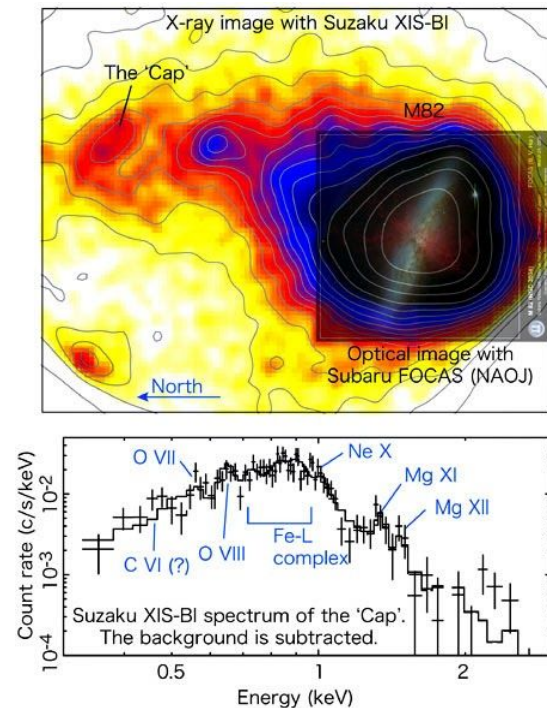 X-ray image with Suzaku XIS-BI
The 'Cap'
M82
Optical image with
Subaru FOCAS (NAOJ)
North
O VII
Ne X
Mg XI
Mg XII
C VI (?)
O VIII
Fe-L
complex
Suzaku XIS-BI spectrum of the 'Cap'.
The background is subtracted.
Count rate (c/s/keV)
10-2
10-3
10-4
0.5
1
2
Energy (keV)